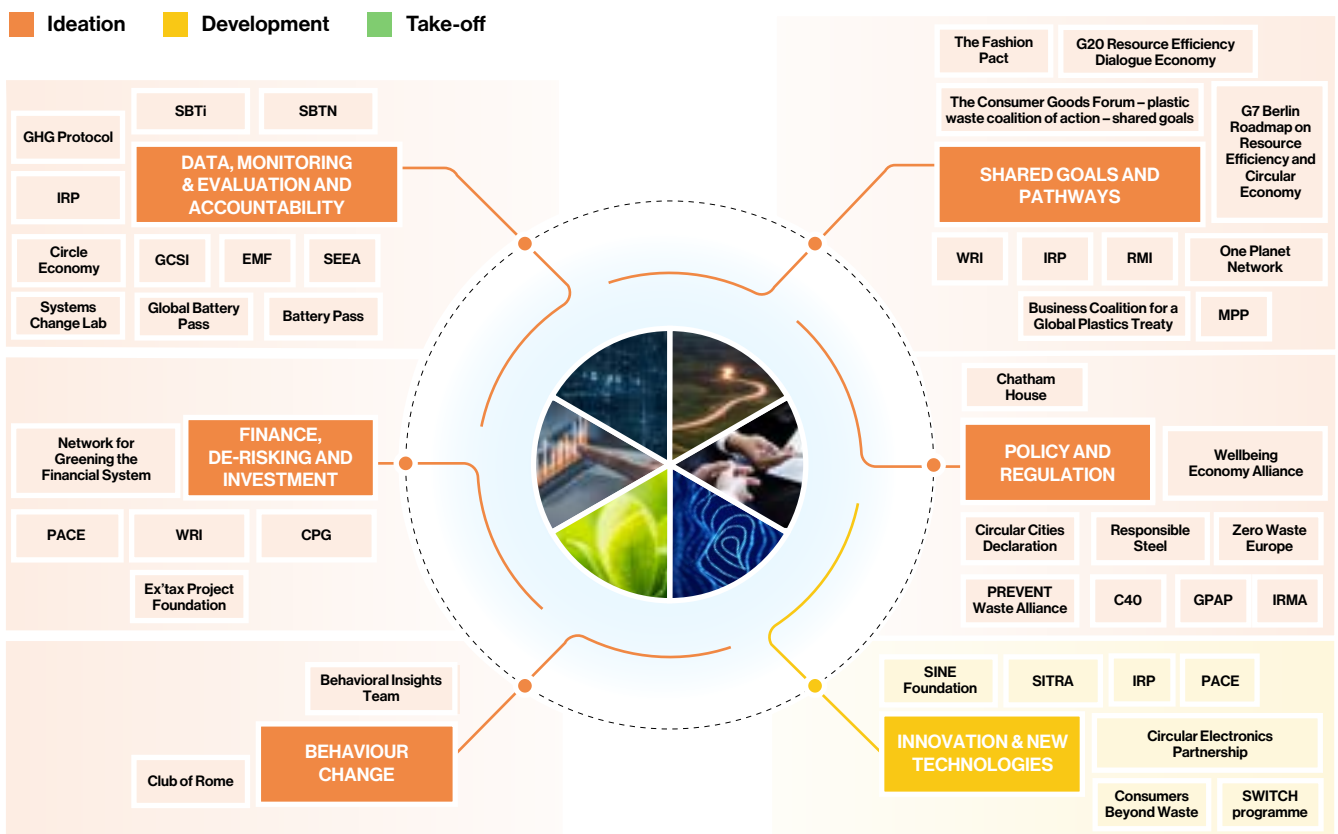 Ideation
Development
Take-off
SBTi
SBTN
GHG Protocol
DATA, MONITORING
& EVALUATION AND
ACCOUNTABILITY
IRP
Circle
Economy
GCSI
EMF
SEEA
Systems
Change Lab
Global Battery
Pass
Battery Pass
The Fashion
Pact
G20 Resource Efficiency
Dialogue Economy
The Consumer Goods Forum – plastic
waste coalition of action – shared goals
G7 Berlin
Roadmap on
Resource
Efficiency and
Circular
Economy
SHARED GOALS AND
PATHWAYS
WRI
IRP
RMI
One Planet
Network
Business Coalition for a
Global Plastics Treaty
MPP
Network for
Greening the
Financial System
FINANCE,
DE-RISKING AND
INVESTMENT
PACE
WRI
CPG
Ex’tax Project
Foundation
Chatham
House
POLICY AND
REGULATION
Wellbeing
Economy Alliance
Circular Cities
Declaration
Responsible
Steel
Zero Waste
Europe
PREVENT
Waste Alliance
C40
GPAP
IRMA
Behavioral Insights
Team
BEHAVIOUR
CHANGE
Club of Rome
SINE
Foundation
SITRA
IRP
PACE
INNOVATION & NEW
TECHNOLOGIES
Circular Electronics
Partnership
Consumers
Beyond Waste
SWITCH
programme